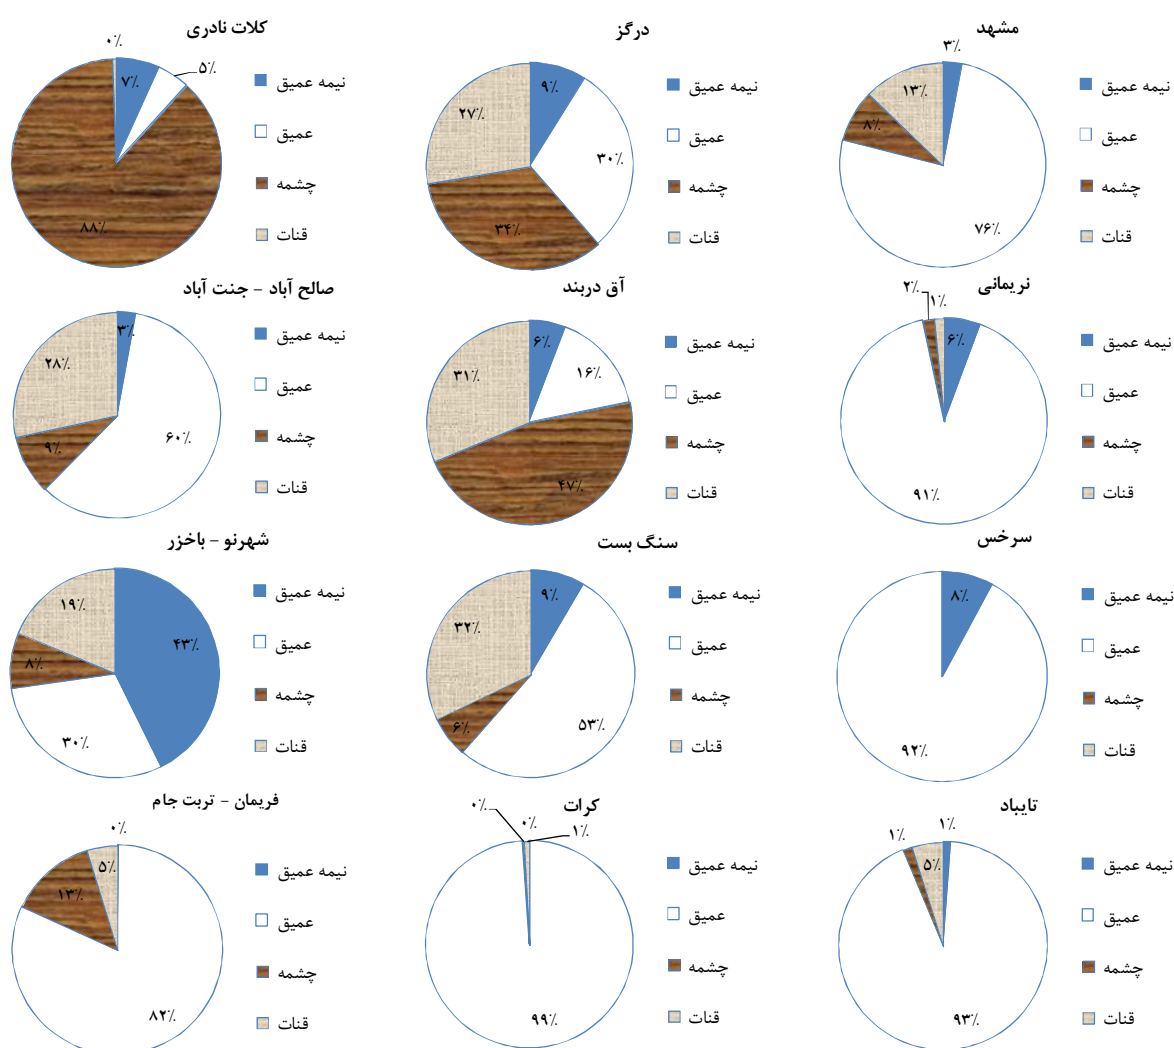 مشهد
۳٪
۱۳٪
۸٪
۷۶٪
نیمه عمیق
عمیق
چشمه
قنات
درگز
۹٪
۲۷٪
۳۰٪
۳۴٪
نیمه عمیق
عمیق
چشمه
قنات
کلات نادری
۰٪
۵٪
۷٪
۸۸٪
نیمه عمیق
عمیق
چشمه
قنات
نریمانی
۲٪
۱٪
۶٪
۹۱٪
نیمه عمیق
عمیق
چشمه
قنات
آق دربند
۶٪
۱۶٪
۳۱٪
۴۷٪
نیمه عمیق
عمیق
چشمه
قنات
صالح آباد - جنت آباد
۳٪
۲۸٪
۶۰٪
۹٪
نیمه عمیق
عمیق
چشمه
قنات
سرخس
۸٪
۹۲٪
نیمه عمیق
عمیق
چشمه
قنات
سنگ بست
۹٪
۳۲٪
۵۳٪
۶٪
نیمه عمیق
عمیق
چشمه
قنات
شهرنو - باخزر
۱۹٪
۴۳٪
۸٪
۳۰٪
نیمه عمیق
عمیق
چشمه
قنات
تایباد
۱٪
۱٪
۵٪
۹۳٪
نیمه عمیق
عمیق
چشمه
قنات
کرات
۰٪
۰٪
۱٪
۹۹٪
نیمه عمیق
عمیق
چشمه
قنات
فریمان - تربت جام
۰٪
۵٪
۱۳٪
۸۲٪
نیمه عمیق
عمیق
چشمه
قنات